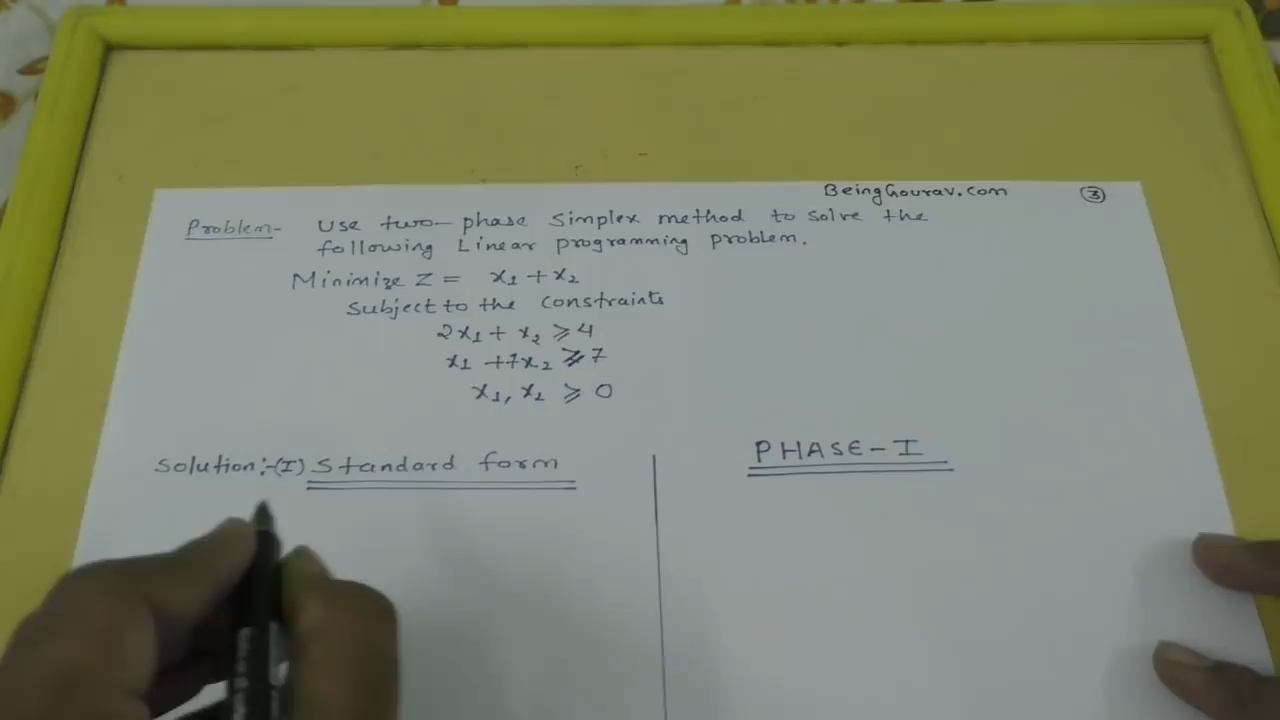 BeingGourav.com ③
Problem- Use two-phase simplex method to solve the
following Linear programming problem.
Minimize Z = x₁ + x₂
Subject to the constraints
2x₁ + x₂ ⩾ 4
x₁ + 7x₂ ⩾ 7
x₁, x₂ ⩾ 0
Solution:-(I) Standard form
PHASE-I